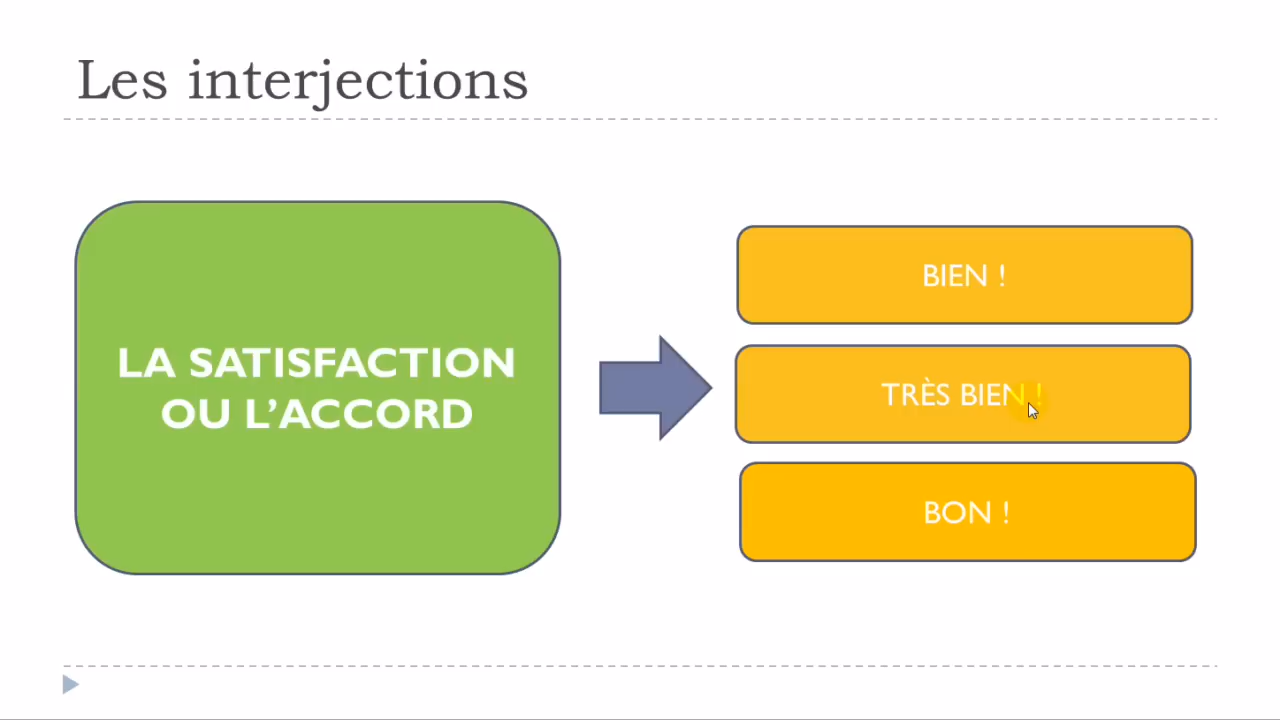 Les interjections
LA SATISFACTION
OU L’ACCORD
BIEN !
TRÈS BIEN !
BON !